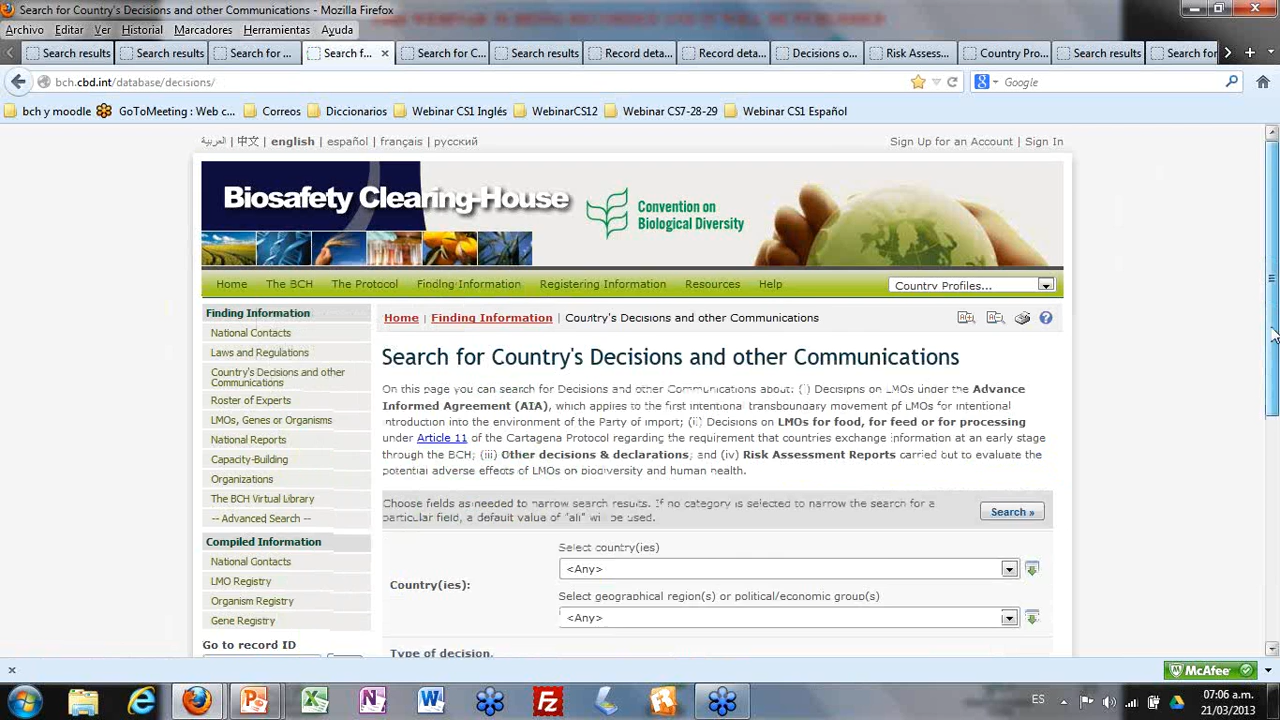 Search for Country's Decisions and other Communications - Mozilla Firefox
Archivo Editar Ver Historial Marcadores Herramientas Ayuda
Search results Search results Search for ... Search f... Search for C... Search results Record deta... Record deta... Decisions o... Risk Assess... Country Pro... Search results Search for
bch.cbd.int/database/decisions/ Google
bch y moodle GoToMeeting : Web c... Correos Diccionarios Webinar CS1 Inglés WebinarCS12 Webinar CS7-28-29 Webinar CS1 Español
العربية | 中文 | english | español | français | русский Sign Up for an Account | Sign In
Biosafety Clearing-House
Convention on
Biological Diversity
Home The BCH The Protocol Finding Information Registering Information Resources Help Country Profiles...
Finding Information
National Contacts
Laws and Regulations
Country's Decisions and other
Communications
Roster of Experts
LMOs, Genes or Organisms
National Reports
Capacity-Building
Organizations
The BCH Virtual Library
-- Advanced Search --
Compiled Information
National Contacts
LMO Registry
Organism Registry
Gene Registry
Go to record ID
Home | Finding Information | Country's Decisions and other Communications
Search for Country's Decisions and other Communications
On this page you can search for Decisions and other Communications about: (i) Decisions on LMOs under the Advance
Informed Agreement (AIA), which applies to the first intentional transboundary movement of LMOs for intentional
introduction into the environment of the Party of import; (ii) Decisions on LMOs for food, for feed or for processing
under Article 11 of the Cartagena Protocol regarding the requirement that countries exchange information at an early stage
through the BCH; (iii) Other decisions & declarations; and (iv) Risk Assessment Reports carried out to evaluate the
potential adverse effects of LMOs on biodiversity and human health.
Choose fields as needed to narrow search results. If no category is selected to narrow the search for a
particular field, a default value of "all" will be used.
Search »
Select country(ies)
<Any>
Country(ies):
Select geographical region(s) or political/economic group(s)
<Any>
Type of decision,
McAfee
ES 07:06 a.m.
21/03/2013